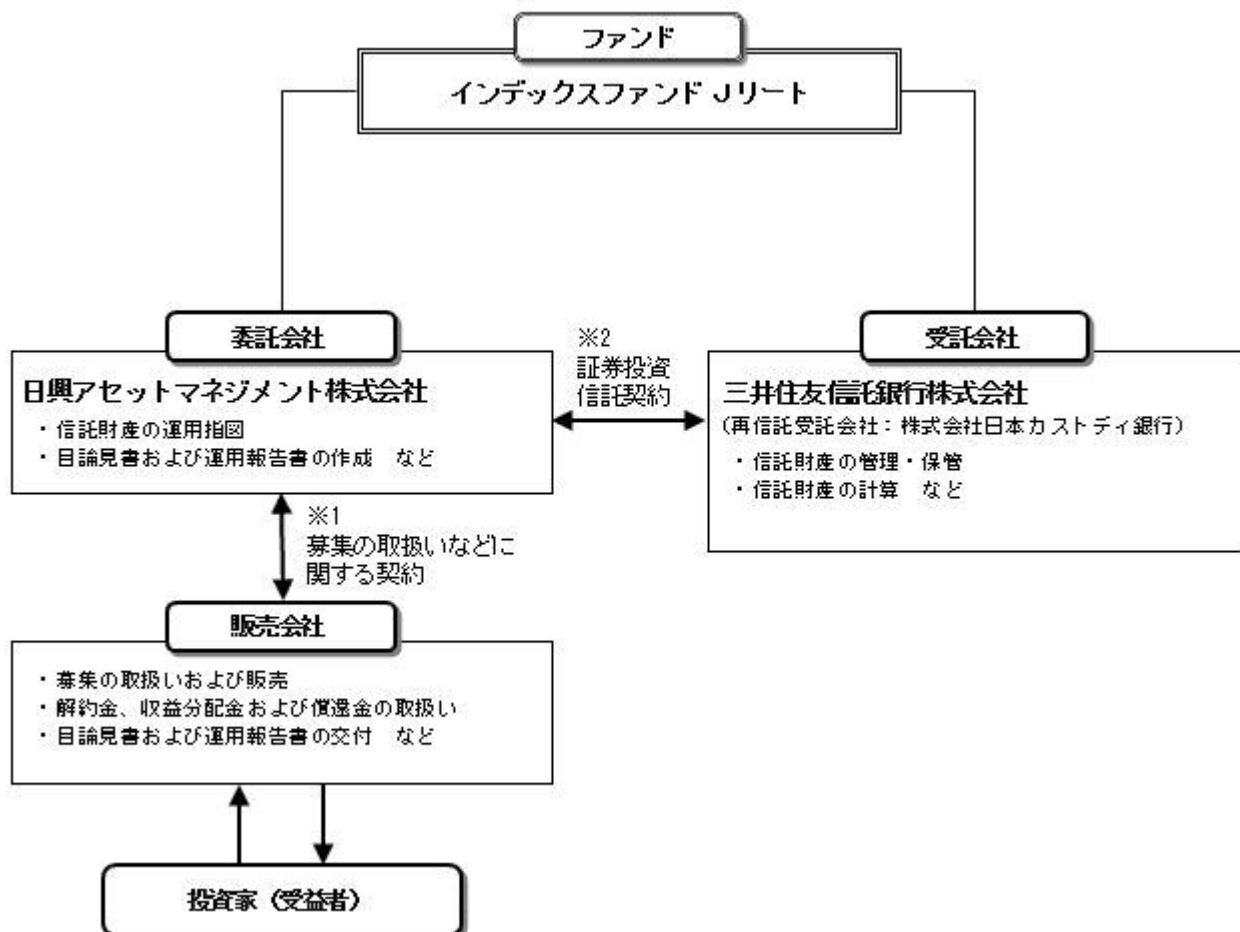 ファンド
インデックスファンド Jリート
委託会社
日興アセットマネジメント株式会社
・信託財産の運用指図
・目論見書および運用報告書の作成 など
※2
証券投資
信託契約
受託会社
三井住友信託銀行株式会社
(再信託受託会社：株式会社日本カストディ銀行)
・信託財産の管理・保管
・信託財産の計算 など
※1
募集の取扱いなどに
関する契約
販売会社
・募集の取扱いおよび販売
・解約金、収益分配金および償還金の取扱い
・目論見書および運用報告書の交付 など
投資家（受益者）